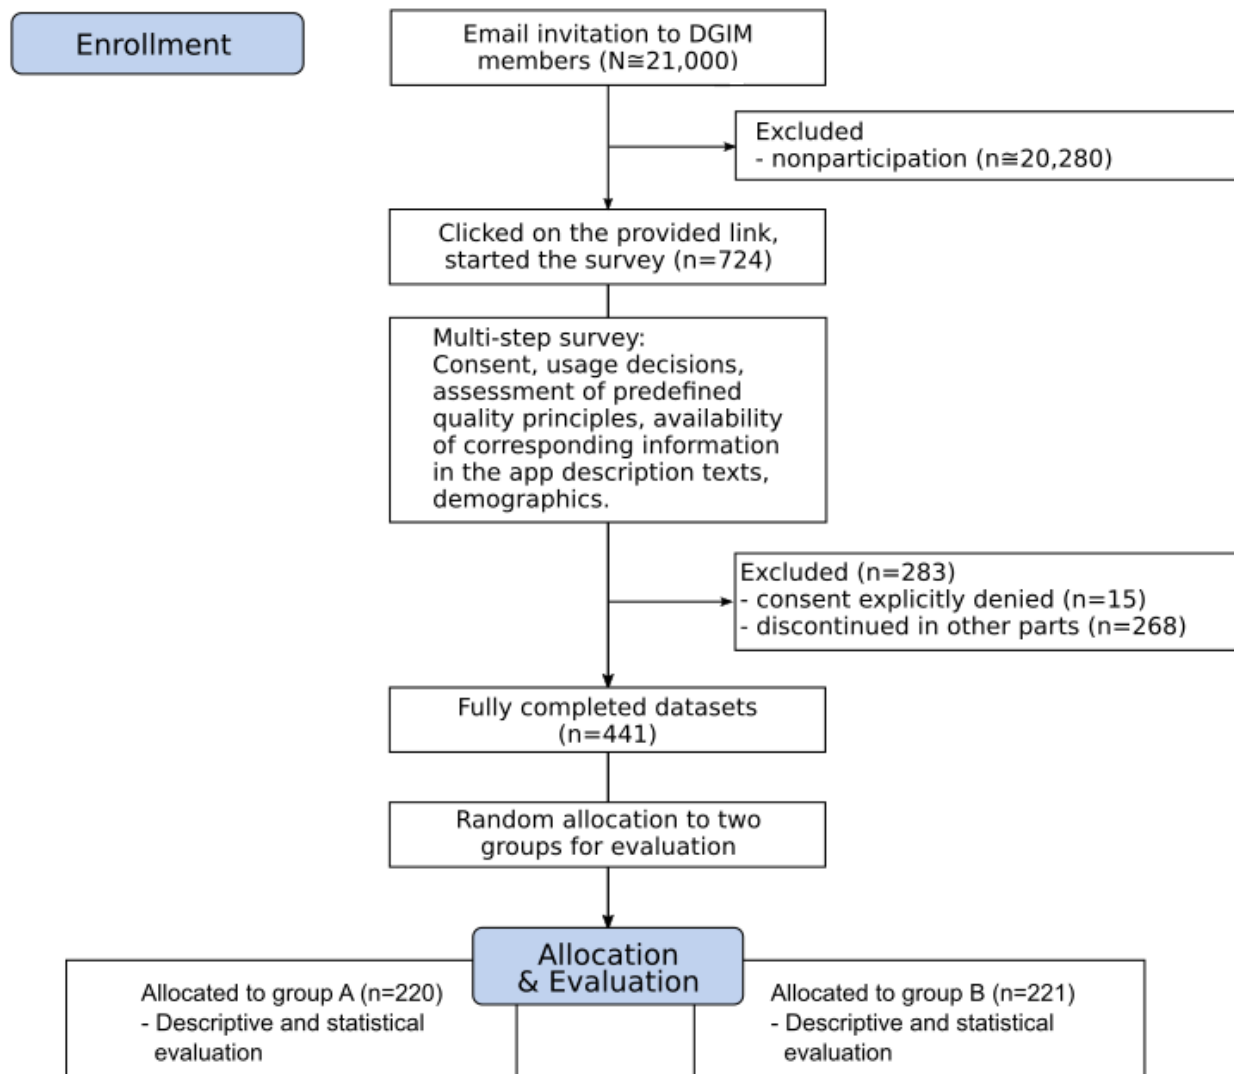 Enrollment
Email invitation to DGIM
members (N≅21,000)
Excluded
- nonparticipation (n≅20,280)
Clicked on the provided link,
started the survey (n=724)
Multi-step survey:
Consent, usage decisions,
assessment of predefined
quality principles, availability
of corresponding information
in the app description texts,
demographics.
Excluded (n=283)
- consent explicitly denied (n=15)
- discontinued in other parts (n=268)
Fully completed datasets
(n=441)
Random allocation to two
groups for evaluation
Allocation
& Evaluation
Allocated to group A (n=220)
- Descriptive and statistical
evaluation
Allocated to group B (n=221)
- Descriptive and statistical
evaluation